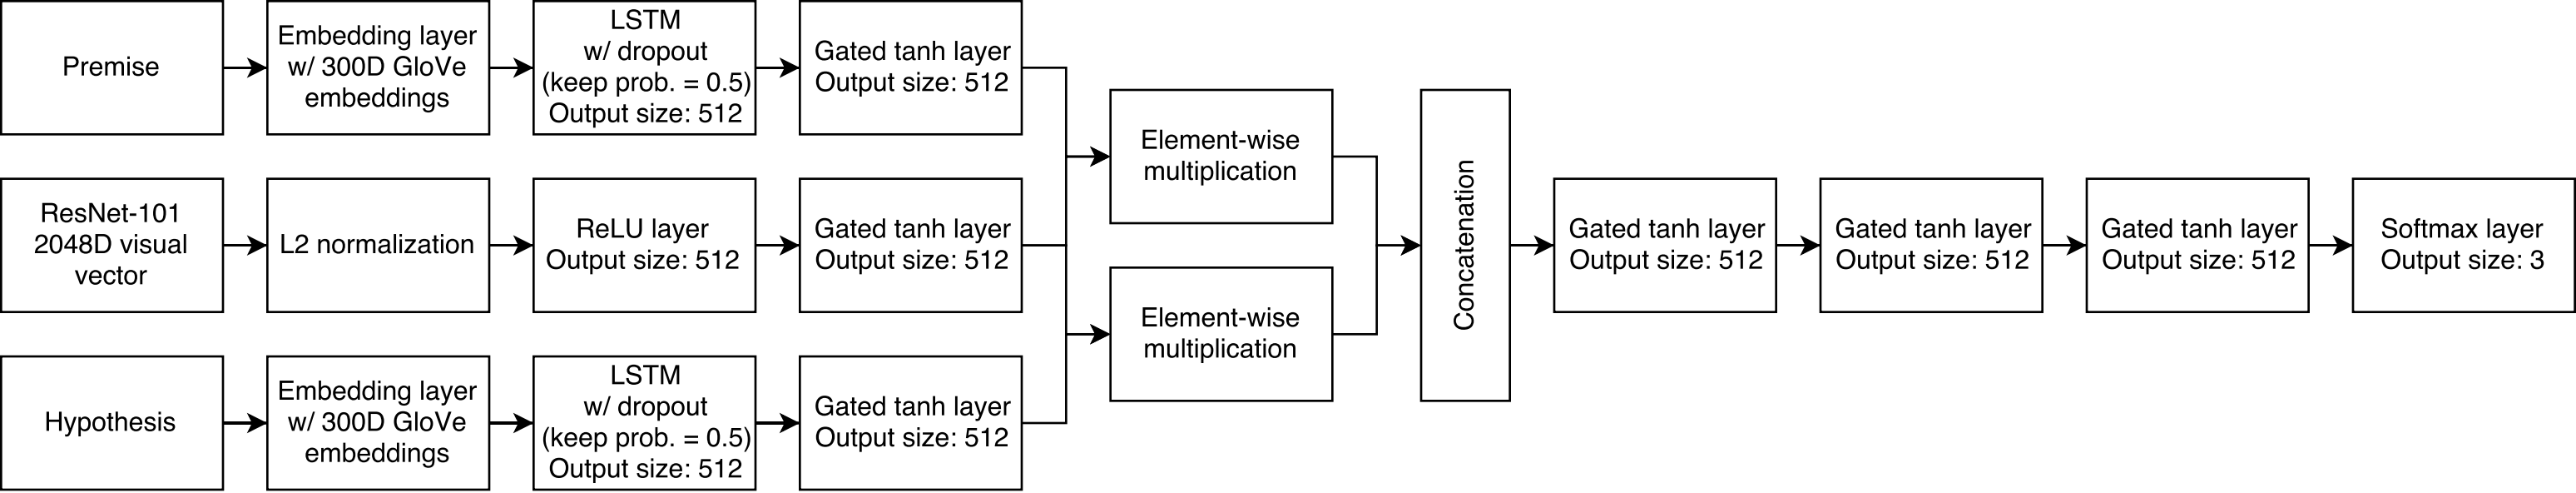 Premise
Embedding layer
w/ 300D GloVe
embeddings
LSTM
w/ dropout
(keep prob. = 0.5)
Output size: 512
Gated tanh layer
Output size: 512
ResNet-101
2048D visual
vector
L2 normalization
ReLU layer
Output size: 512
Gated tanh layer
Output size: 512
Hypothesis
Embedding layer
w/ 300D GloVe
embeddings
LSTM
w/ dropout
(keep prob. = 0.5)
Output size: 512
Gated tanh layer
Output size: 512
Element-wise
multiplication
Element-wise
multiplication
Concatenation
Gated tanh layer
Output size: 512
Gated tanh layer
Output size: 512
Gated tanh layer
Output size: 512
Softmax layer
Output size: 3